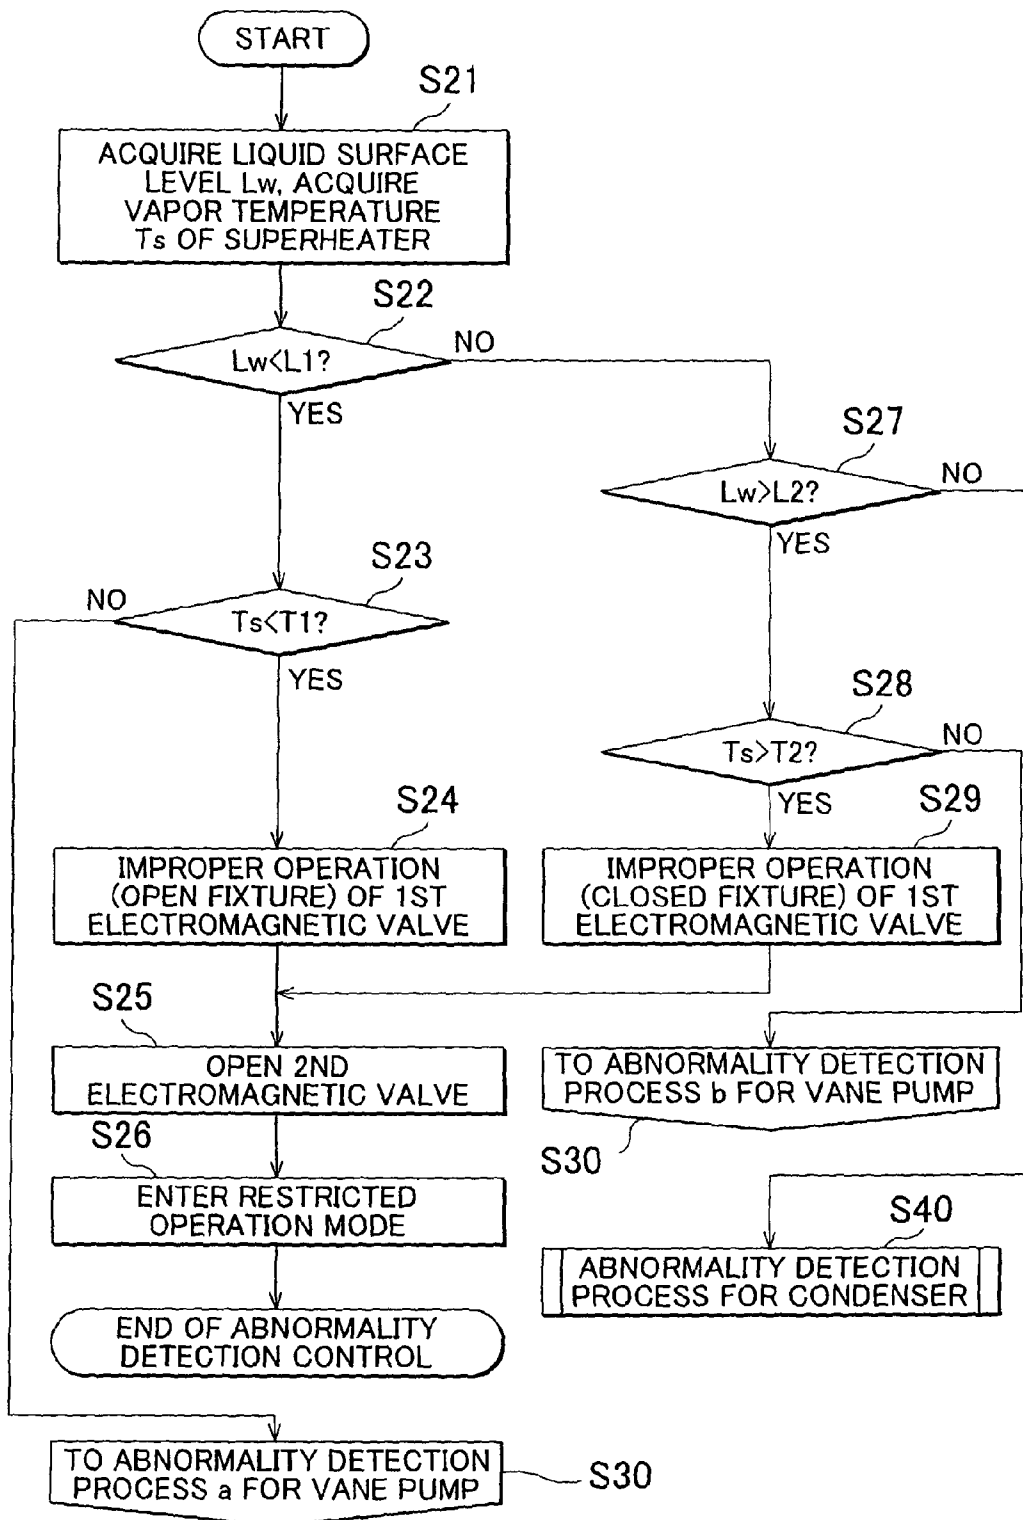 START
S21
ACQUIRE LIQUID SURFACE
LEVEL Lw, ACQUIRE
VAPOR TEMPERATURE
Ts OF SUPERHEATER
S22
Lw<L1?
NO
YES
S27
Lw>L2?
NO
YES
S23
NO
Ts<T1?
YES
S28
Ts>T2?
NO
YES
S24
IMPROPER OPERATION
(OPEN FIXTURE) OF 1ST
ELECTROMAGNETIC VALVE
S29
IMPROPER OPERATION
(CLOSED FIXTURE) OF 1ST
ELECTROMAGNETIC VALVE
S25
OPEN 2ND
ELECTROMAGNETIC VALVE
TO ABNORMALITY DETECTION
PROCESS b FOR VANE PUMP
S30
S26
ENTER RESTRICTED
OPERATION MODE
S40
ABNORMALITY DETECTION
PROCESS FOR CONDENSER
END OF ABNORMALITY
DETECTION CONTROL
TO ABNORMALITY DETECTION
PROCESS a FOR VANE PUMP
S30